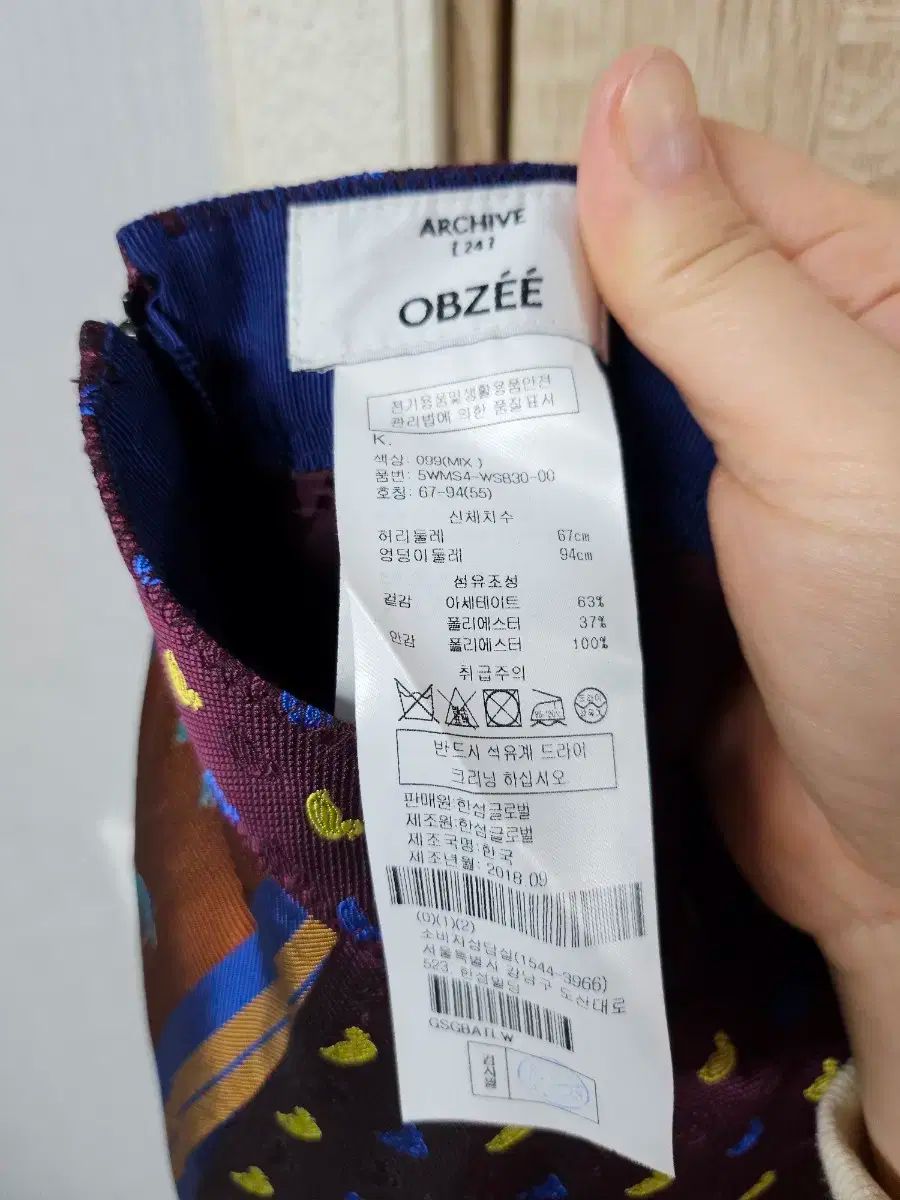 ARCHIVE
[24]
OBZÉÉ
전기용품및생활용품안전
관리법에 의한 품질표시
K.
색상: 099(MIX )
품번: 5WMS4-WSB30-00
호칭: 67-94(55)
신체치수
허리둘레 67cm
엉덩이둘레 94cm
섬유조성
겉감 아세테이트 63%
폴리에스터 37%
안감 폴리에스터 100%
취급주의
드라이
반드시 석유계 드라이
크리닝 하십시오
판매원:한섬글로벌
제조원:한섬글로벌
제조국명:한국
제조년월: 2018.09
(0)(1)(2)
소비자상담실(1544-3966)
서울특별시 강남구 도산대로
523, 한섬빌딩
GSGBATLW
검사필